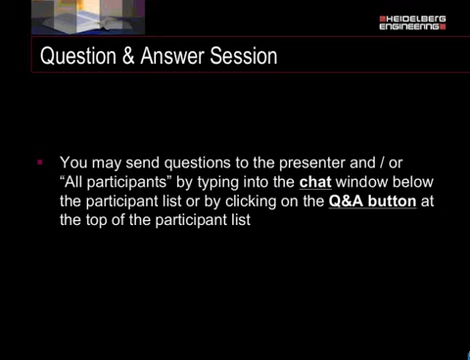 HEIDELBERG
ENGINEERING
Question & Answer Session
You may send questions to the presenter and / or
“All participants” by typing into the chat window below
the participant list or by clicking on the Q&A button at
the top of the participant list